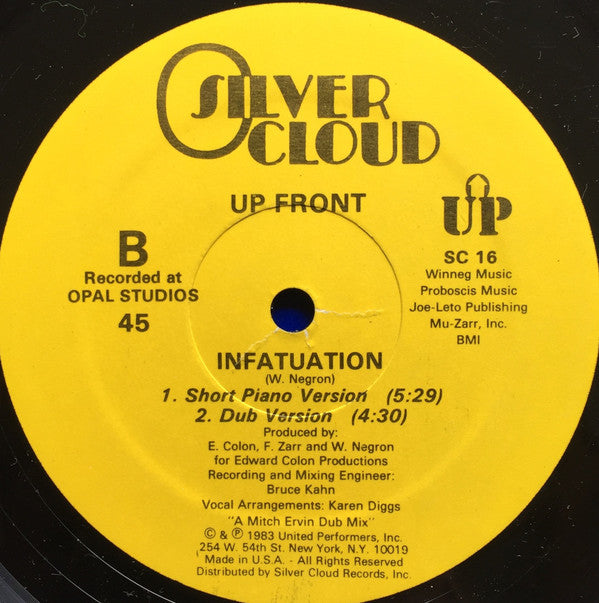 SILVER
CLOUD
UP FRONT
UP
B
Recorded at
OPAL STUDIOS
45
SC 16
Winneg Music
Proboscis Music
Joe-Leto Publishing
Mu-Zarr, Inc.
BMI
INFATUATION
(W. Negron)
1. Short Piano Version (5:29)
2. Dub Version (4:30)
Produced by:
E. Colon, F. Zarr and W. Negron
for Edward Colon Productions
Recording and Mixing Engineer:
Bruce Kahn
Vocal Arrangements: Karen Diggs
"A Mitch Ervin Dub Mix"
© & ℗ 1983 United Performers, Inc.
254 W. 54th St. New York, N.Y. 10019
Made in U.S.A. - All Rights Reserved
Distributed by Silver Cloud Records, Inc.